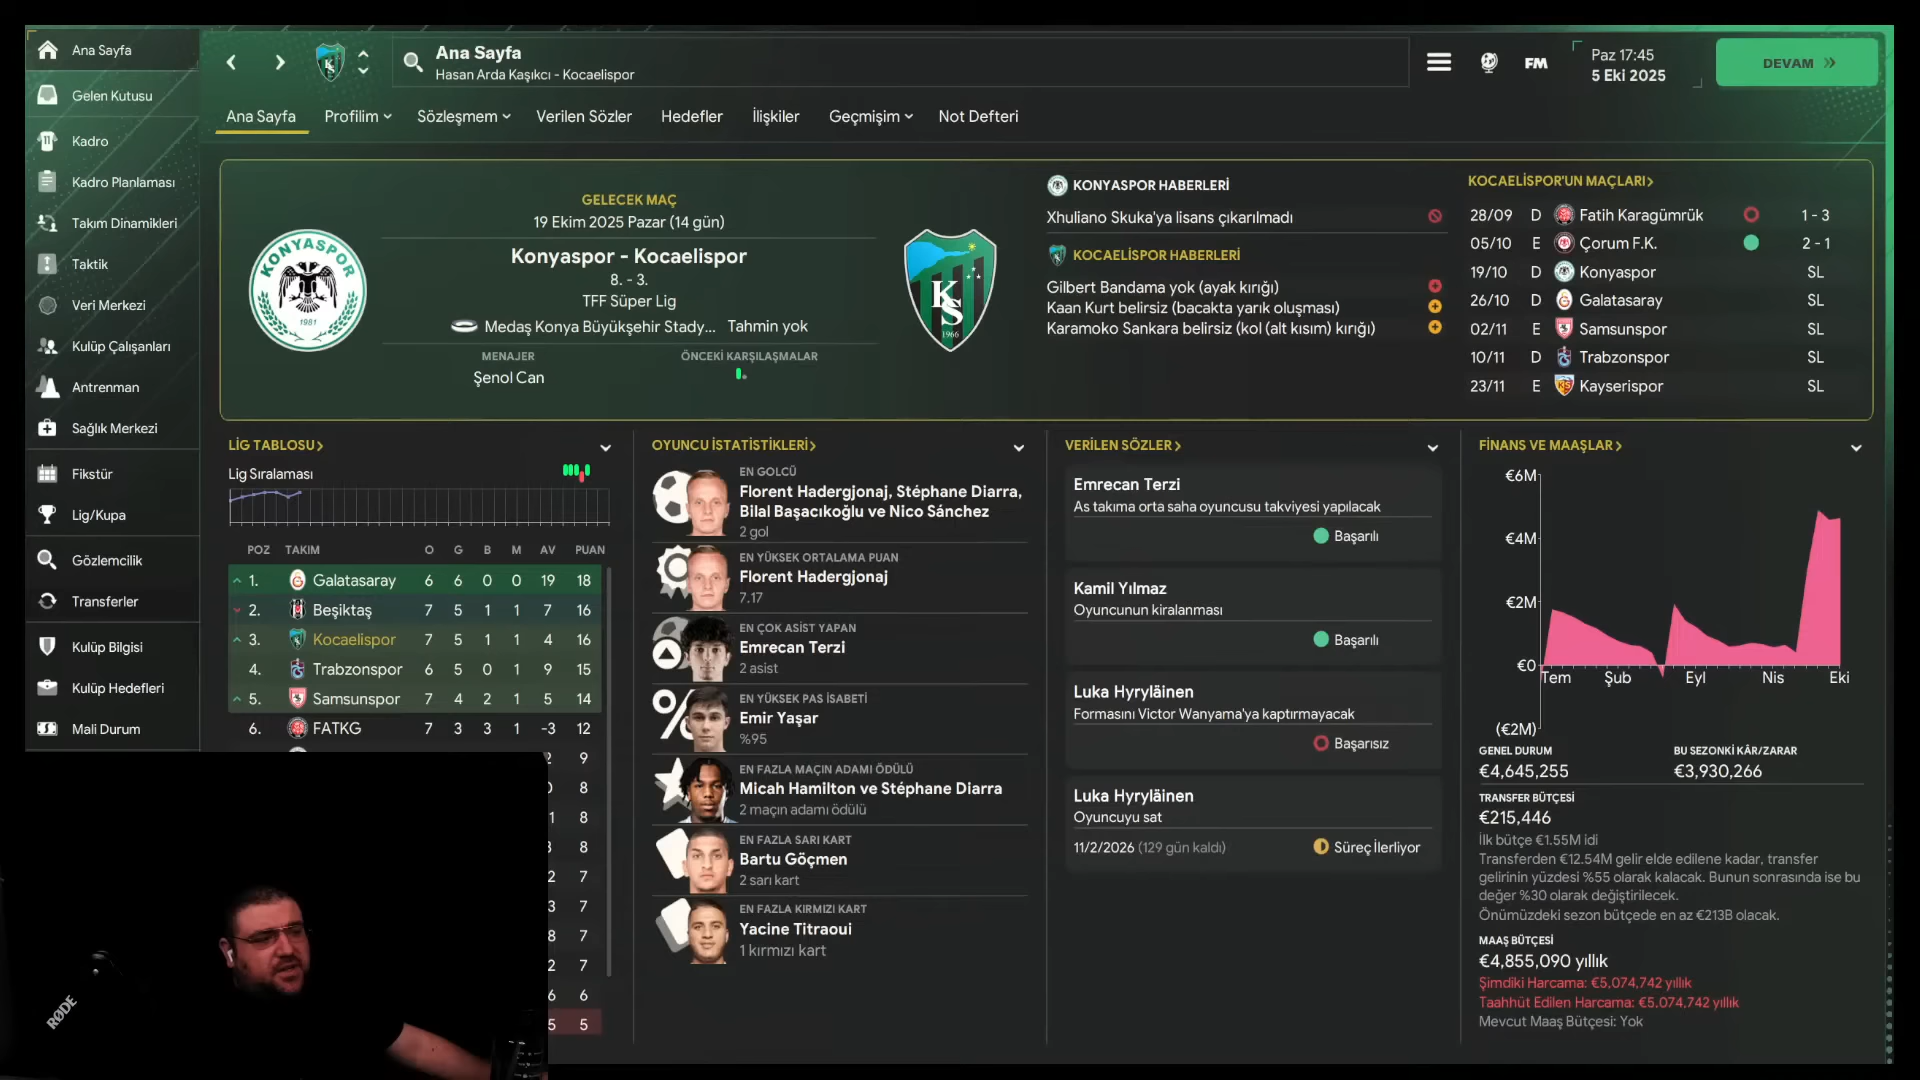 Ana Sayfa
Gelen Kutusu
Kadro
Kadro Planlaması
Takım Dinamikleri
Taktik
Veri Merkezi
Kulüp Çalışanları
Antrenman
Sağlık Merkezi
Fikstür
Lig/Kupa
Gözlemcilik
Transferler
Kulüp Bilgisi
Kulüp Hedefleri
Mali Durum
Ana Sayfa
Hasan Arda Kaşıkcı - Kocaelispor
FM
Paz 17:45
5 Eki 2025
DEVAM
Ana Sayfa Profilim Sözleşmem Verilen Sözler Hedefler İlişkiler Geçmişim Not Defteri
KONYASPOR
1981
GELECEK MAÇ
19 Ekim 2025 Pazar (14 gün)
Konyaspor - Kocaelispor
8. - 3.
TFF Süper Lig
Medaş Konya Büyükşehir Stady... Tahmin yok
MENAJER
Şenol Can
ÖNCEKİ KARŞILAŞMALAR
KS
1966
KONYASPOR HABERLERİ
Xhuliano Skuka'ya lisans çıkarılmadı
KOCAELİSPOR HABERLERİ
Gilbert Bandama yok (ayak kırığı)
Kaan Kurt belirsiz (bacakta yarık oluşması)
Karamoko Sankara belirsiz (kol (alt kısım) kırığı)
KOCAELİSPOR'UN MAÇLARI
28/09 D Fatih Karagümrük 1 - 3
05/10 E Çorum F.K. 2 - 1
19/10 D Konyaspor SL
26/10 D Galatasaray SL
02/11 E Samsunspor SL
10/11 D Trabzonspor SL
23/11 E Kayserispor SL
LİG TABLOSU
Lig Sıralaması
POZ TAKIM O G B M AV PUAN
1. Galatasaray 6 6 0 0 19 18
2. Beşiktaş 7 5 1 1 7 16
3. Kocaelispor 7 5 1 1 4 16
4. Trabzonspor 6 5 0 1 9 15
5. Samsunspor 7 4 2 1 5 14
6. FATKG 7 3 3 1 -3 12
9
8
8
8
7
7
7
7
6
5
RØDE
OYUNCU İSTATİSTİKLERİ
EN GOLCÜ
Florent Hadergjonaj, Stéphane Diarra,
Bilal Başacıkoğlu ve Nico Sánchez
2 gol
EN YÜKSEK ORTALAMA PUAN
Florent Hadergjonaj
7.17
EN ÇOK ASİST YAPAN
Emrecan Terzi
2 asist
EN YÜKSEK PAS İSABETİ
Emir Yaşar
%95
EN FAZLA MAÇIN ADAMI ÖDÜLÜ
Micah Hamilton ve Stéphane Diarra
2 maçın adamı ödülü
EN FAZLA SARI KART
Bartu Göçmen
2 sarı kart
EN FAZLA KIRMIZI KART
Yacine Titraoui
1 kırmızı kart
VERİLEN SÖZLER
Emrecan Terzi
As takıma orta saha oyuncusu takviyesi yapılacak
Başarılı
Kamil Yılmaz
Oyuncunun kiralanması
Başarılı
Luka Hyryläinen
Formasını Victor Wanyama'ya kaptırmayacak
Başarısız
Luka Hyryläinen
Oyuncuyu sat
11/2/2026 (129 gün kaldı) Süreç İlerliyor
FİNANS VE MAAŞLAR
€6M
€4M
€2M
€0
(€2M)
Tem Şub Eyl Nis Eki
GENEL DURUM
€4,645,255
BU SEZONKİ KÂR/ZARAR
€3,930,266
TRANSFER BÜTÇESİ
€215,446
İlk bütçe €1.55M idi
Transferden €12.54M gelir elde edilene kadar, transfer
gelirinin yüzdesi %55 olarak kalacak. Bunun sonrasında ise bu
değer %30 olarak değiştirilecek.
Önümüzdeki sezon bütçede en az €213B olacak.
MAAŞ BÜTÇESİ
€4,855,090 yıllık
Şimdiki Harcama: €5,074,742 yıllık
Taahhüt Edilen Harcama: €5,074,742 yıllık
Mevcut Maaş Bütçesi: Yok